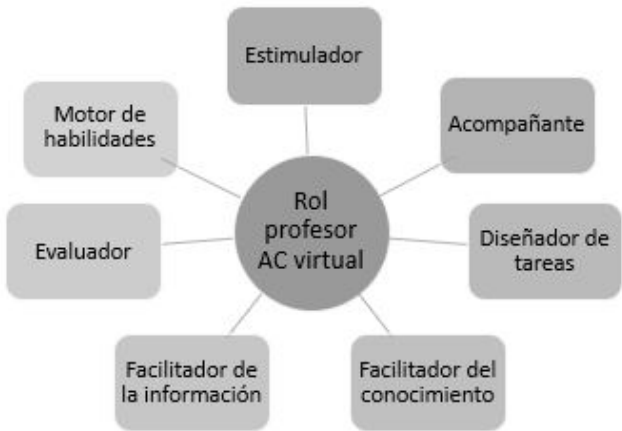 Estimulador
Motor de
habilidades
Acompañante
Rol
profesor
AC virtual
Evaluador
Diseñador de
tareas
Facilitador de
la información
Facilitador del
conocimiento